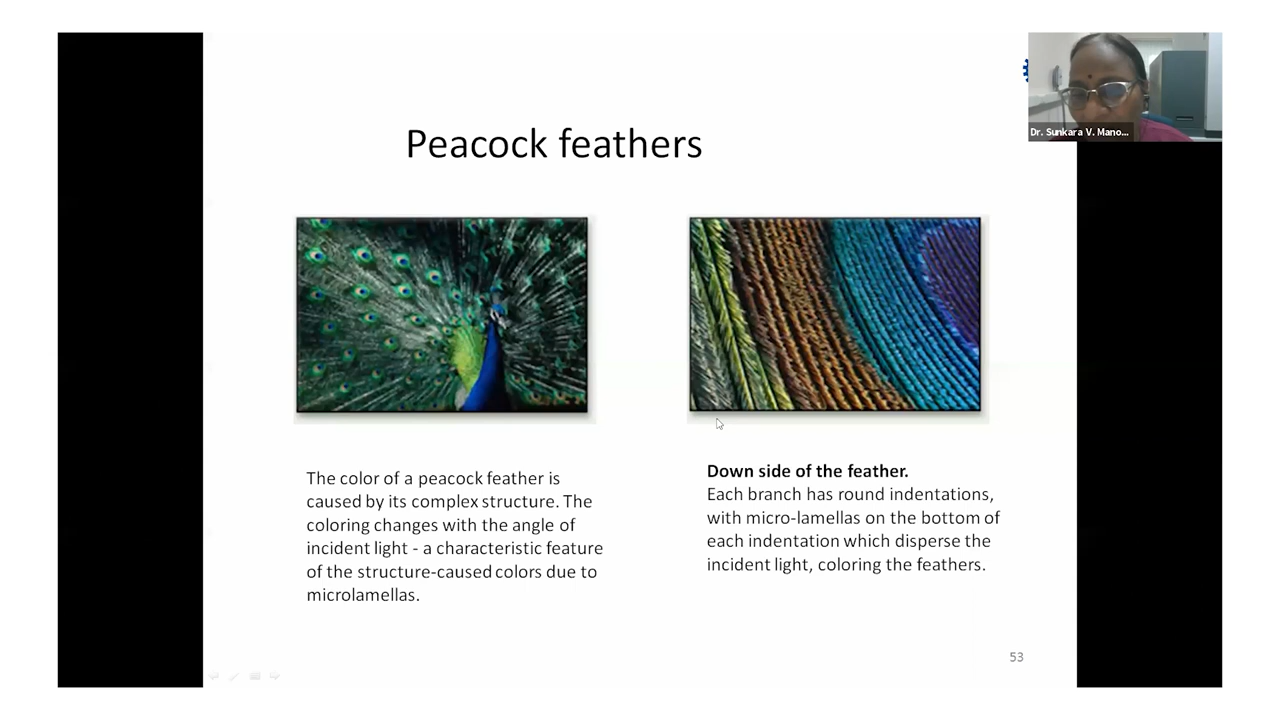 Dr. Sunkara V. Mano...
Peacock feathers
The color of a peacock feather is
caused by its complex structure. The
coloring changes with the angle of
incident light - a characteristic feature
of the structure-caused colors due to
microlamellas.
Down side of the feather.
Each branch has round indentations,
with micro-lamellas on the bottom of
each indentation which disperse the
incident light, coloring the feathers.
53